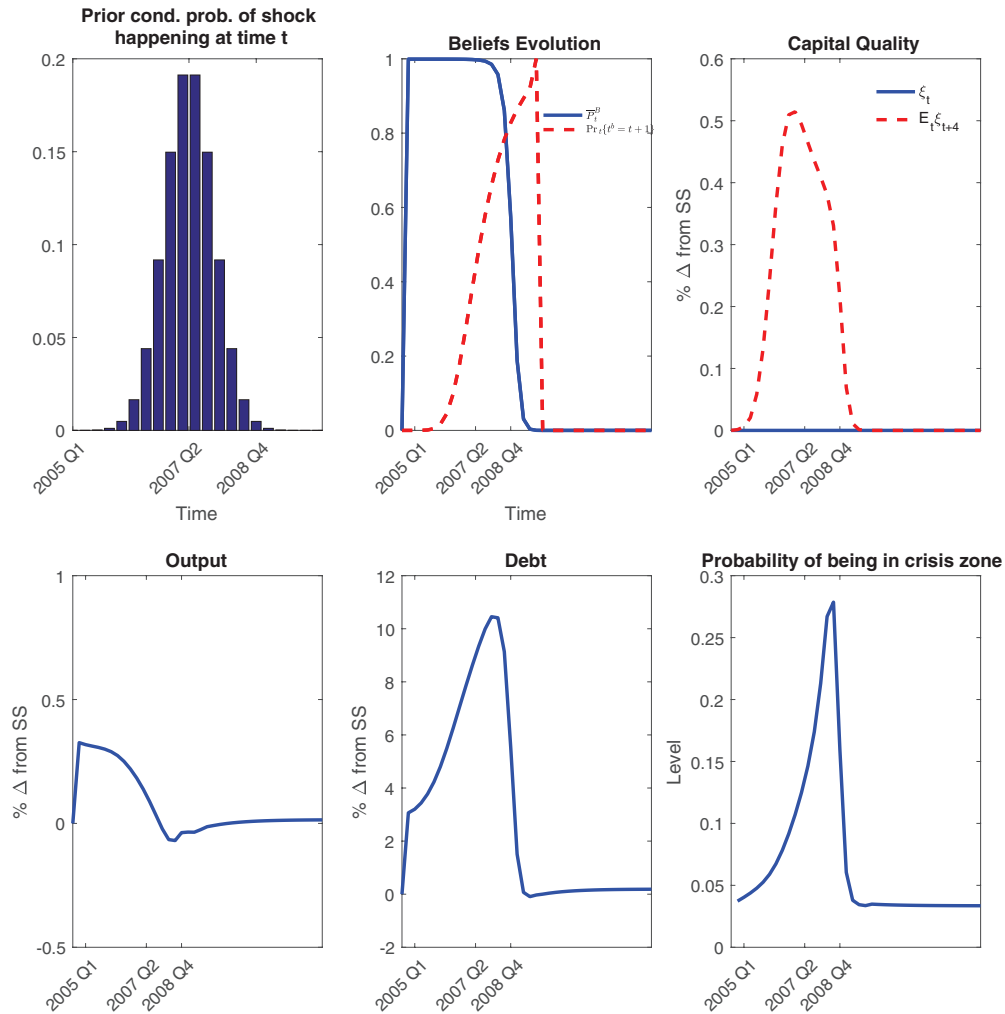 Prior cond. prob. of shock
happening at time t
0.2
0.15
0.1
0.05
0
2005 Q1
2007 Q2
2008 Q4
Time
Beliefs Evolution
1
0.8
0.6
0.4
0.2
0
P̅ₜᴮ
Prₜ{tᵇ = t + 1}
2005 Q1
2007 Q2
2008 Q4
Time
Capital Quality
0.6
0.5
0.4
0.3
0.2
0.1
0
% Δ from SS
ξₜ
Eₜξₜ₊₄
2005 Q1
2007 Q2
2008 Q4
Output
1
0.5
0
-0.5
% Δ from SS
2005 Q1
2007 Q2
2008 Q4
Debt
12
10
8
6
4
2
0
-2
% Δ from SS
2005 Q1
2007 Q2
2008 Q4
Probability of being in crisis zone
0.3
0.25
0.2
0.15
0.1
0.05
0
Level
2005 Q1
2007 Q2
2008 Q4